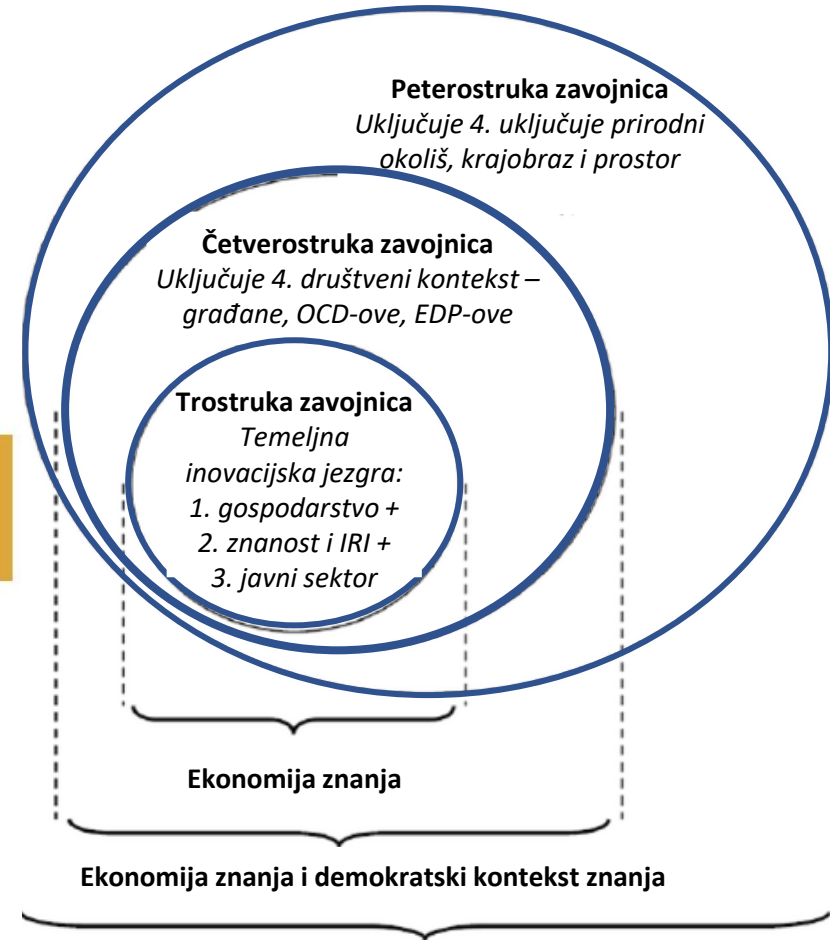 Peterostruka zavojnica
Uključuje 4. uključuje prirodni
okoliš, krajobraz i prostor
Četverostruka zavojnica
Uključuje 4. društveni kontekst –
građane, OCD-ove, EDP-ove
Trostruka zavojnica
Temeljna
inovacijska jezgra:
1. gospodarstvo +
2. znanost i IRI +
3. javni sektor
Ekonomija znanja
Ekonomija znanja i demokratski kontekst znanja